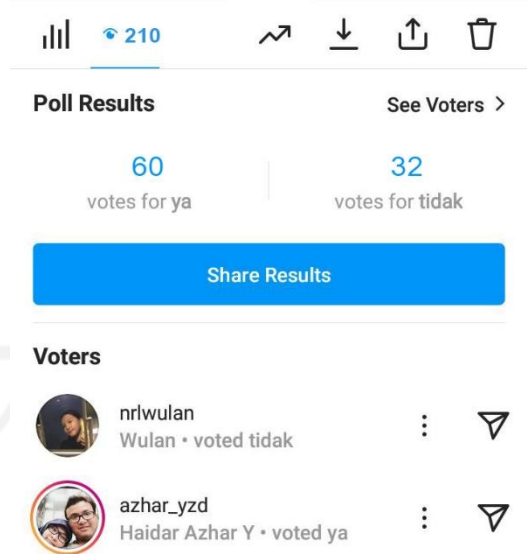 210
Poll Results See Voters >
60 32
votes for ya votes for tidak
Share Results
Voters
nrlwulan
Wulan • voted tidak
azhar_yzd
Haidar Azhar Y • voted ya